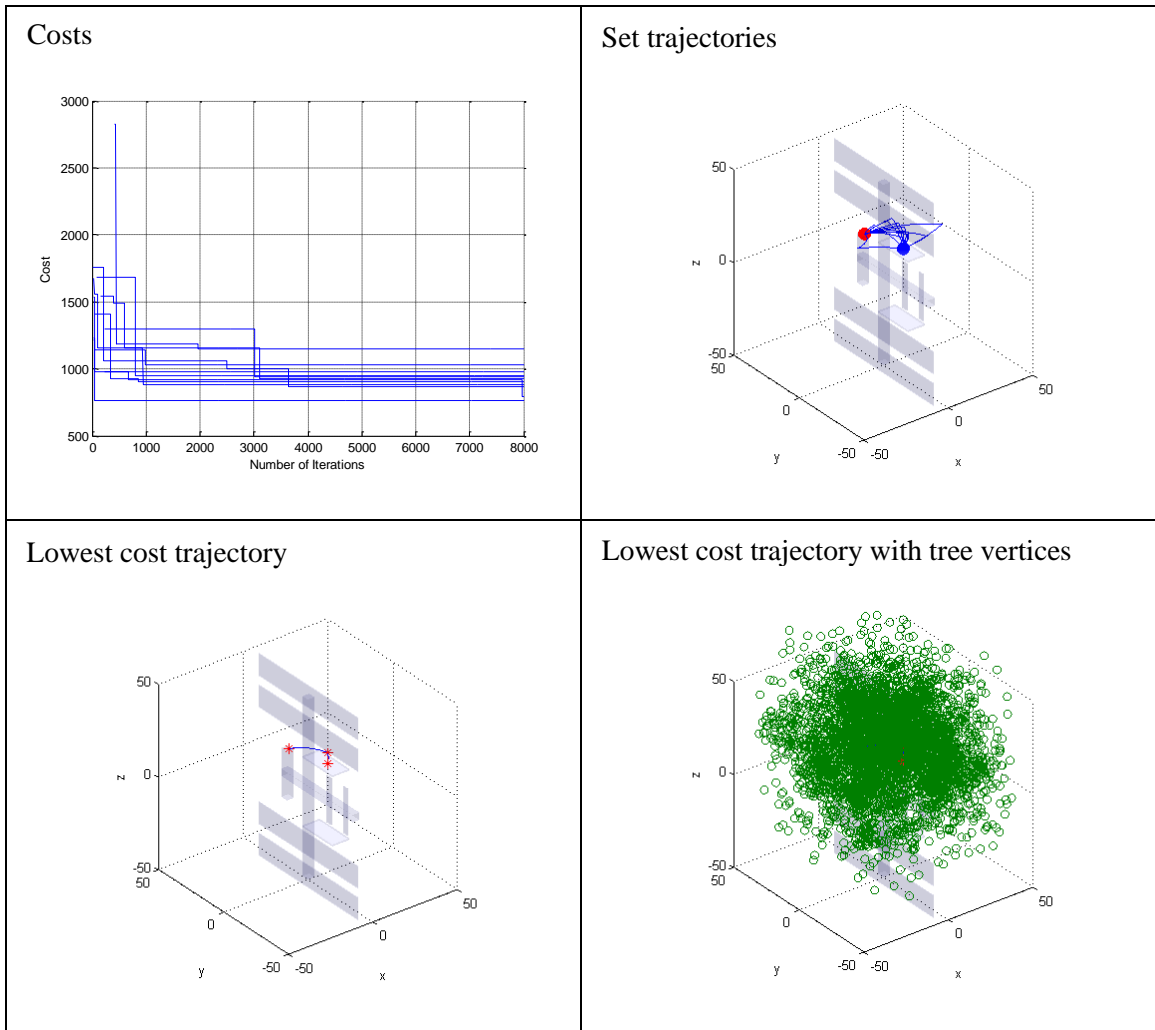 Costs
3000
2500
2000
1500
1000
500
Cost
0 1000 2000 3000 4000 5000 6000 7000 8000
Number of Iterations
Set trajectories
50
0
-50
z
50
0
-50
y
-50
0
50
x
Lowest cost trajectory
50
0
-50
z
50
0
-50
y
-50
0
50
x
Lowest cost trajectory with tree vertices
50
0
-50
z
50
0
-50
y
-50
0
50
x